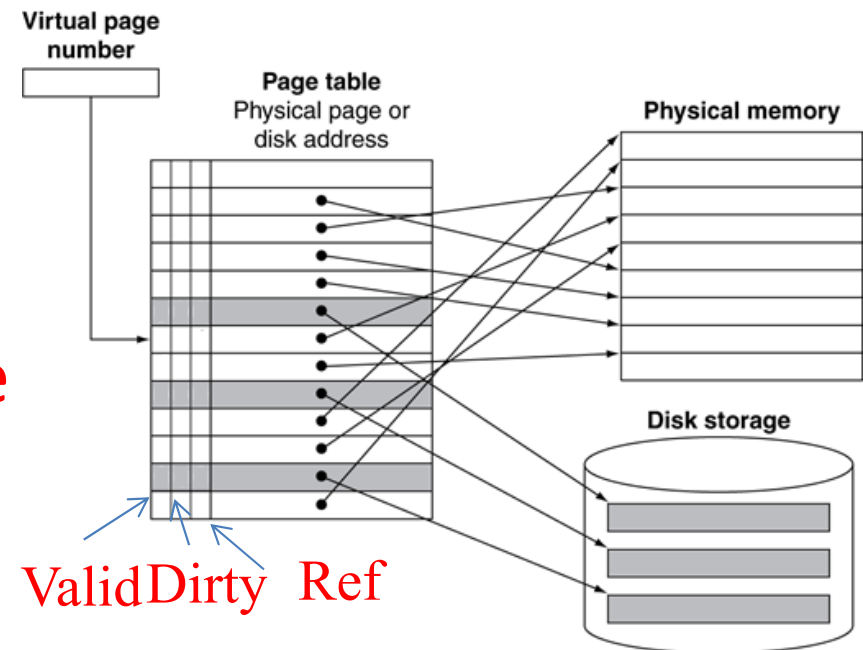 Virtual page
number
Page table
Physical page or
disk address
Physical memory
e
Disk storage
Valid Dirty Ref